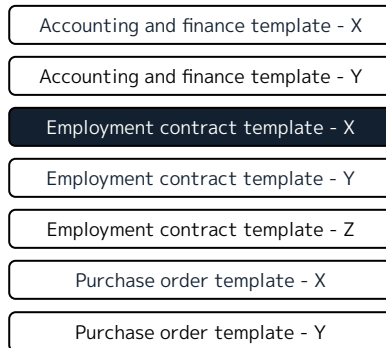 Accounting and finance template - X
Accounting and finance template - Y
Employment contract template - X
Employment contract template - Y
Employment contract template - Z
Purchase order template - X
Purchase order template - Y